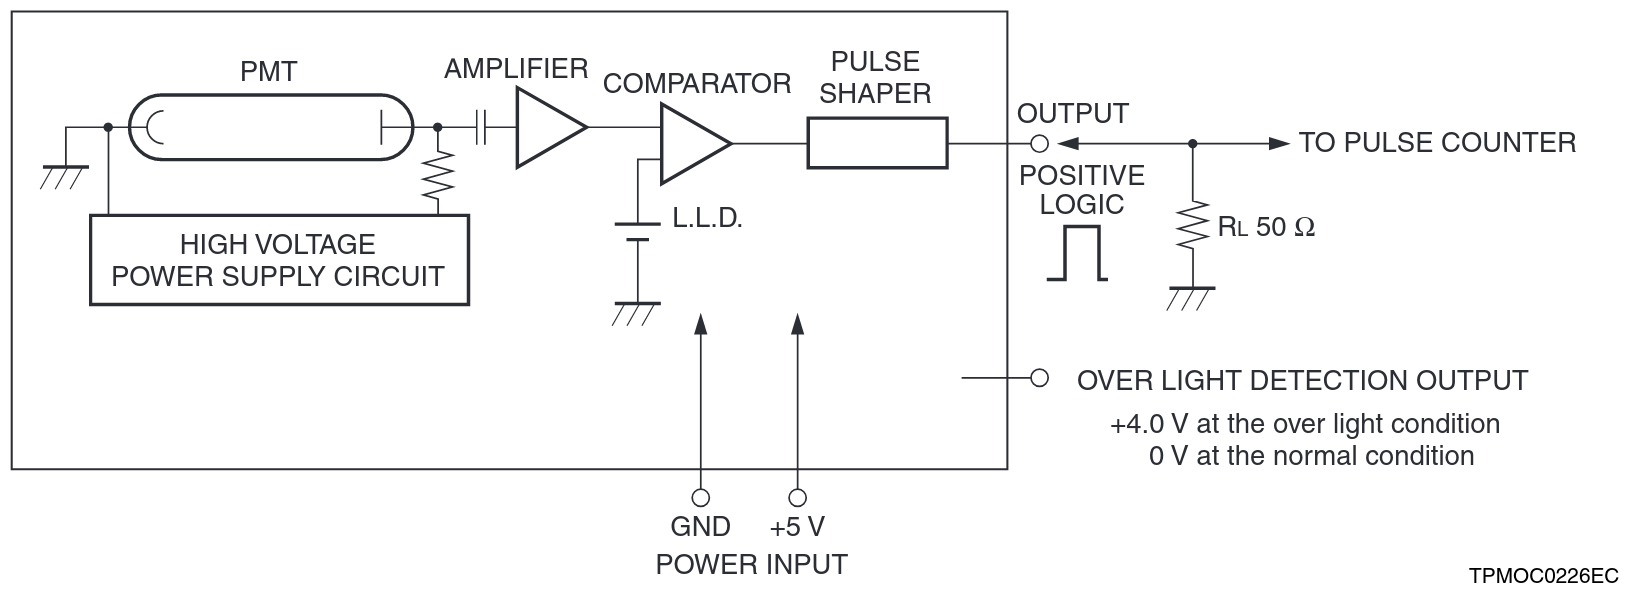 PMT
AMPLIFIER
COMPARATOR
PULSE
SHAPER
HIGH VOLTAGE
POWER SUPPLY CIRCUIT
L.L.D.
OUTPUT
TO PULSE COUNTER
POSITIVE
LOGIC
RL 50 Ω
OVER LIGHT DETECTION OUTPUT
+4.0 V at the over light condition
0 V at the normal condition
GND
+5 V
POWER INPUT
TPMOC0226EC